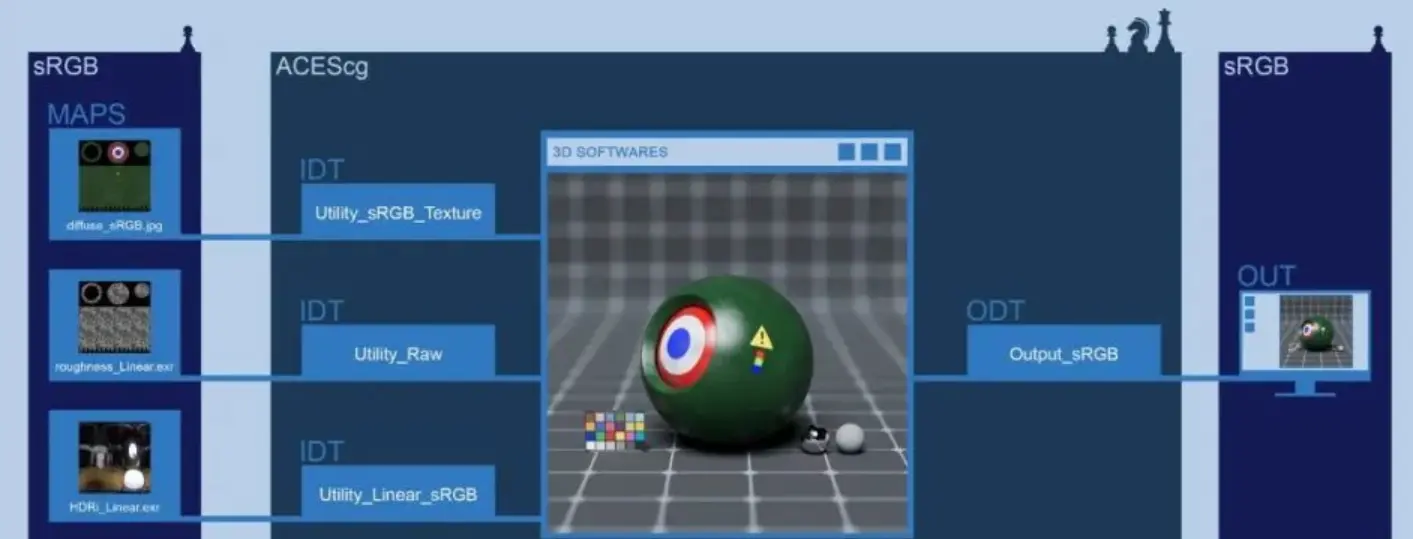 sRGB
MAPS
diffuse_sRGB.jpg
roughness_Linear.exr
HDRi_Linear.exr
ACEScg
IDT
Utility_sRGB_Texture
IDT
Utility_Raw
IDT
Utility_Linear_sRGB
3D SOFTWARES
ODT
Output_sRGB
sRGB
OUT